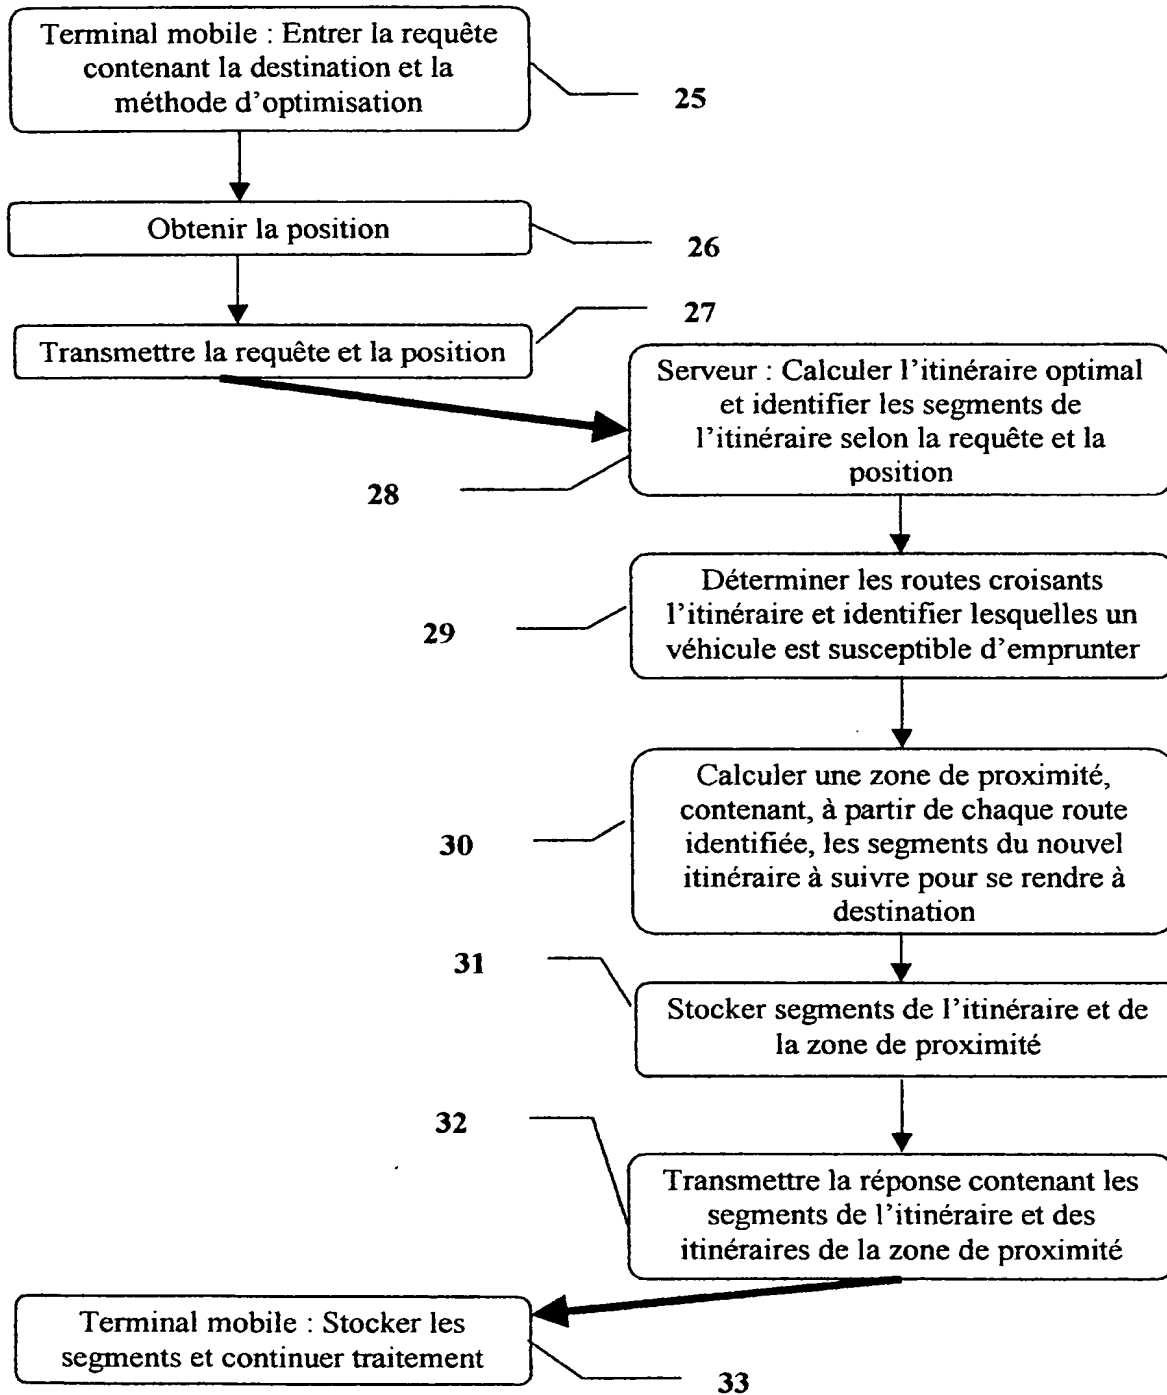 Terminal mobile : Entrer la requête
contenant la destination et la
méthode d'optimisation
25
Obtenir la position
26
27
Transmettre la requête et la position
Serveur : Calculer l'itinéraire optimal
et identifier les segments de
l'itinéraire selon la requête et la
position
28
Déterminer les routes croisants
l'itinéraire et identifier lesquelles un
véhicule est susceptible d'emprunter
29
Calculer une zone de proximité,
contenant, à partir de chaque route
identifiée, les segments du nouvel
itinéraire à suivre pour se rendre à
destination
30
31
Stocker segments de l'itinéraire et de
la zone de proximité
32
Transmettre la réponse contenant les
segments de l'itinéraire et des
itinéraires de la zone de proximité
Terminal mobile : Stocker les
segments et continuer traitement
33